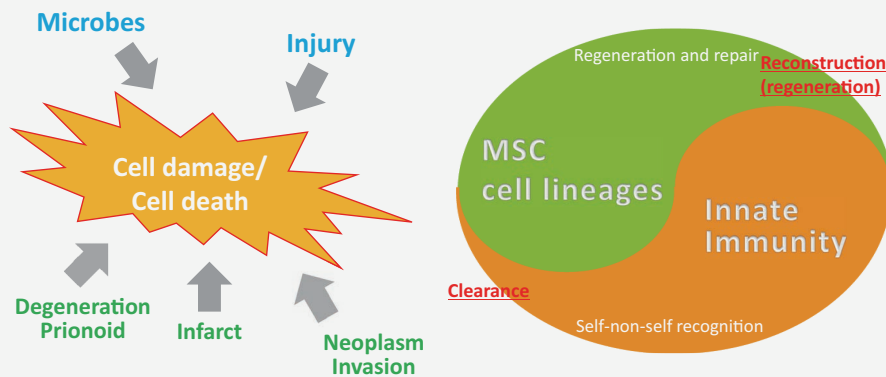 Microbes
Injury
Cell damage/
Cell death
Degeneration
Prionoid
Infarct
Neoplasm
Invasion
Regeneration and repair
Reconstruction
(regeneration)
MSC
cell lineages
Innate
Immunity
Clearance
Self-non-self recognition